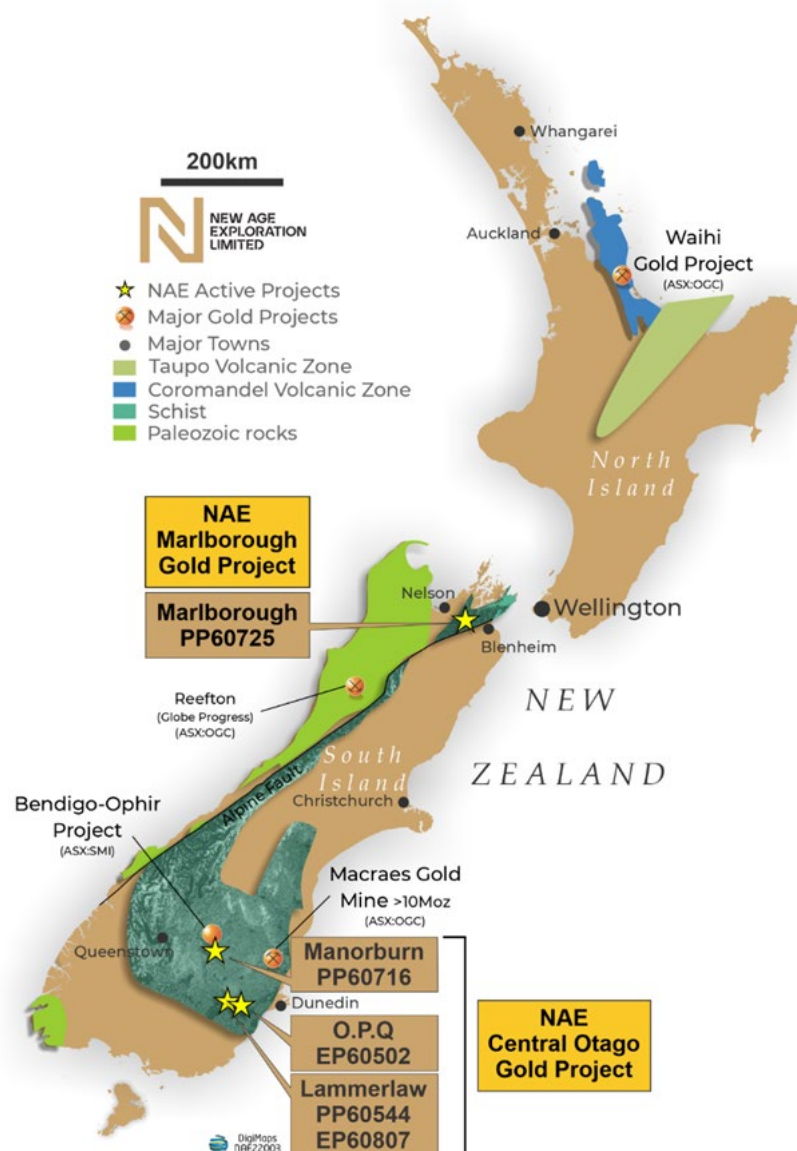 Whangarei
200km
NEW AGE
EXPLORATION
LIMITED
Auckland
Waihi
Gold Project
(ASX:OGC)
NAE Active Projects
Major Gold Projects
Major Towns
Taupo Volcanic Zone
Coromandel Volcanic Zone
Schist
Paleozoic rocks
North
Island
NAE
Marlborough
Gold Project
Marlborough
PP60725
Nelson
Wellington
Blenheim
Reefton
(Globe Progress)
(ASX:OGC)
NEW
ZEALAND
South
Island
Alpine Fault
Christchurch
Bendigo-Ophir
Project
(ASX:SMI)
Macraes Gold
Mine >10Moz
(ASX:OGC)
Queenstown
Manorburn
PP60716
Dunedin
O.P.Q
EP60502
Lammerlaw
PP60544
EP60807
NAE
Central Otago
Gold Project
DigiMaps
NAE22003